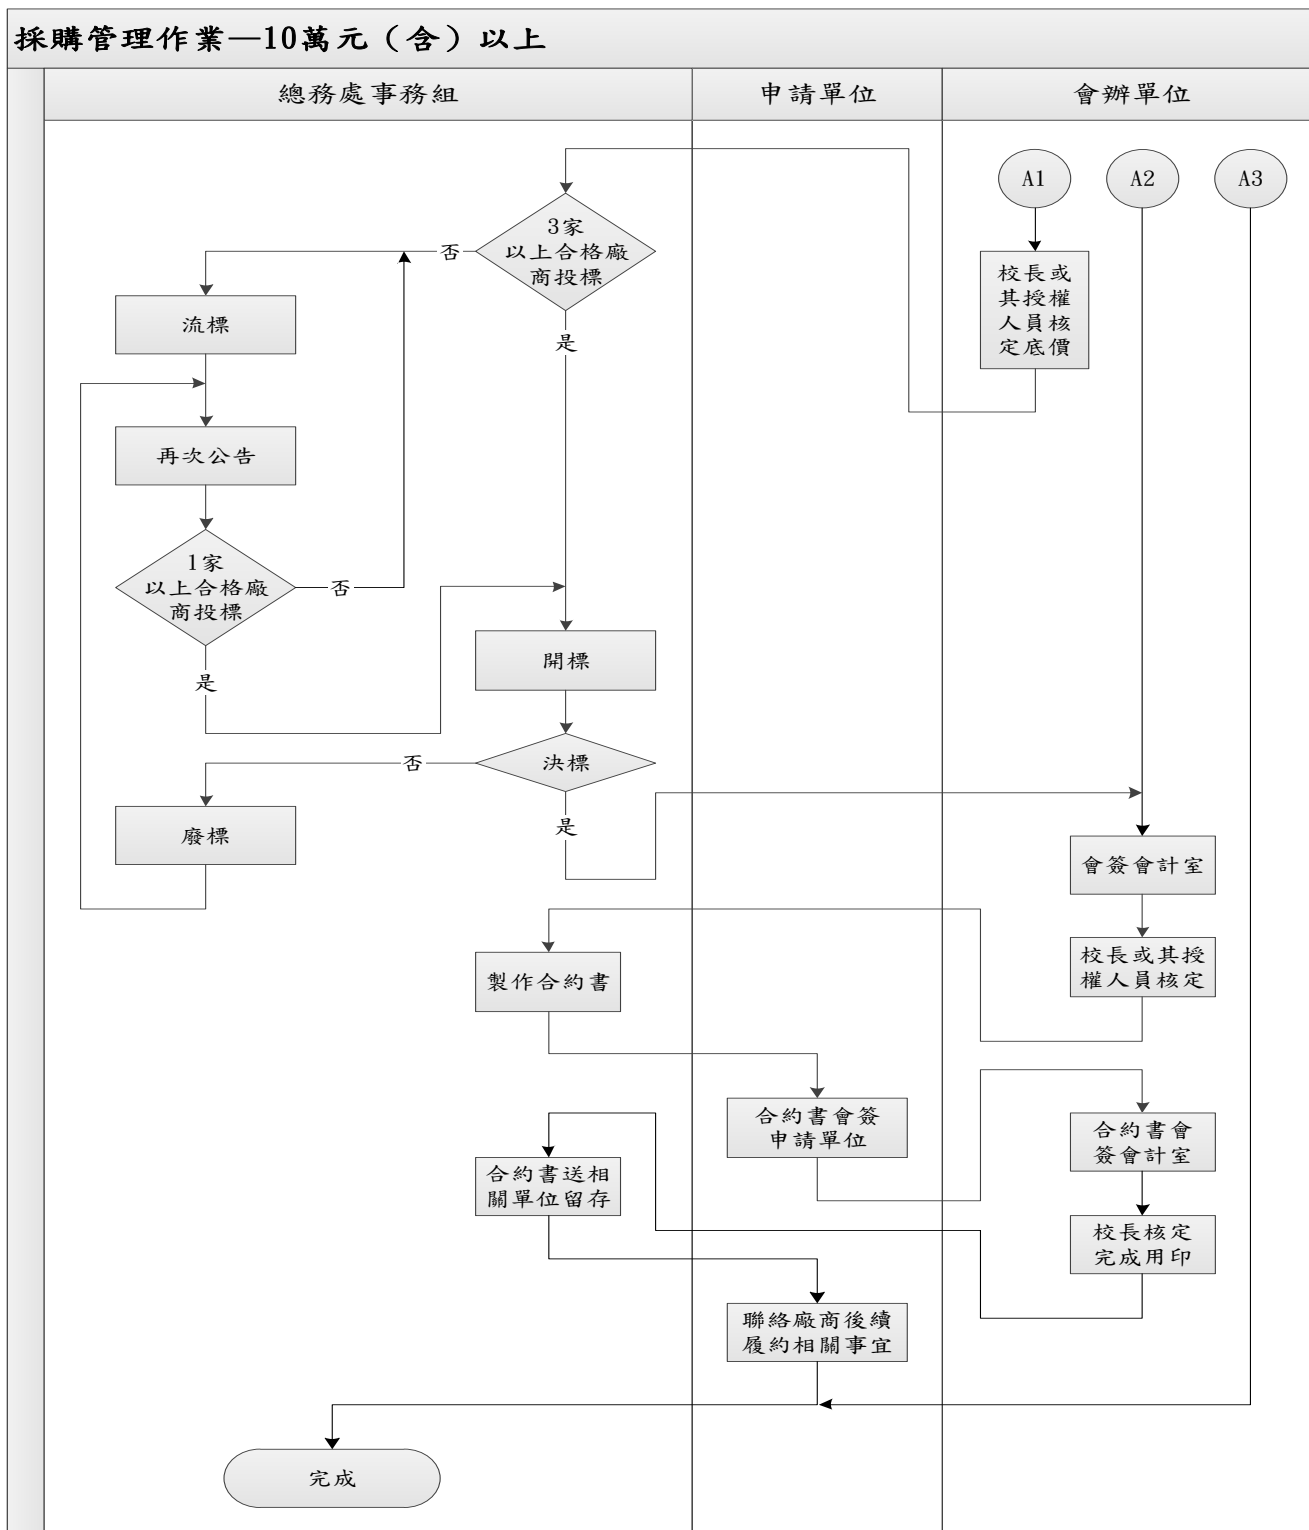 採購管理作業—10萬元（含）以上
總務處事務組
申請單位
會辦單位
A1
A2
A3
3家
以上合格廠
商投標
否
是
校長或
其授權
人員核
定底價
流標
再次公告
1家
以上合格廠
商投標
否
是
開標
決標
否
是
廢標
會簽會計室
校長或其授
權人員核定
製作合約書
合約書會簽
申請單位
合約書會
簽會計室
合約書送相
關單位留存
校長核定
完成用印
聯絡廠商後續
履約相關事宜
完成